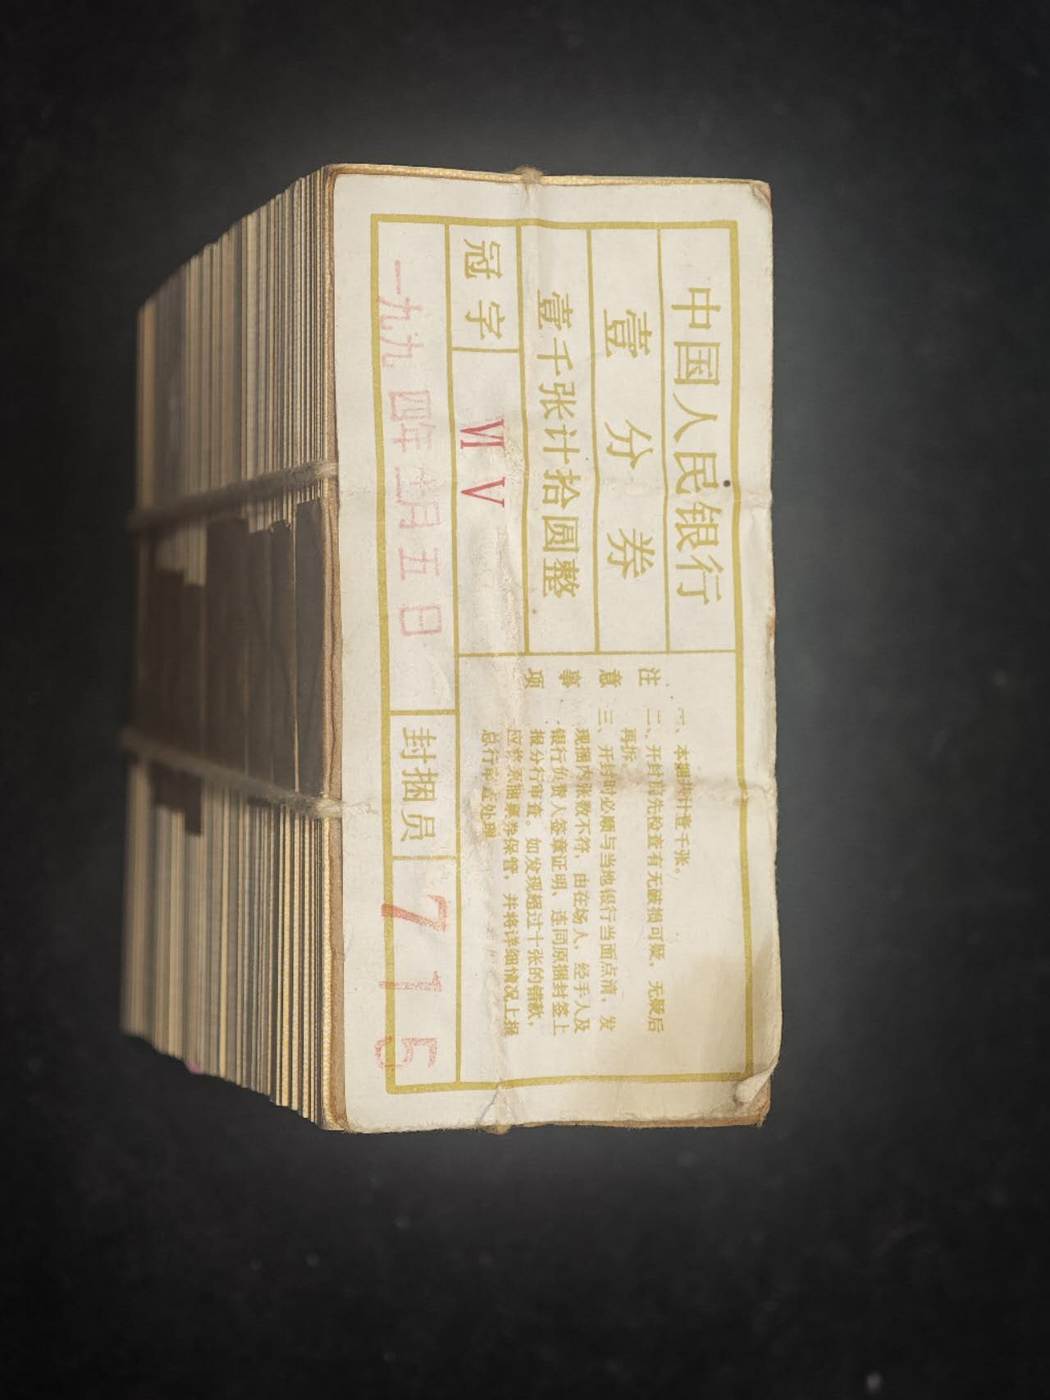 中国人民银行
壹分券
壹千张计拾圆整
冠字 VI V
一九九四年 月五日
封捆员 715
注意事项
一、本捆共计壹千张。
二、开封前先检查有无破损可疑,无疑后
再拆
三、开封时必顺与当地银行当面点清,发
现捆内张数不符,由在场人、经手人及
银行负责人签章证明、连同原捆封签上
报分行审查。如发现超过十张的错款,
应将原捆票券保管,并将详细情况上报
总行审查处理